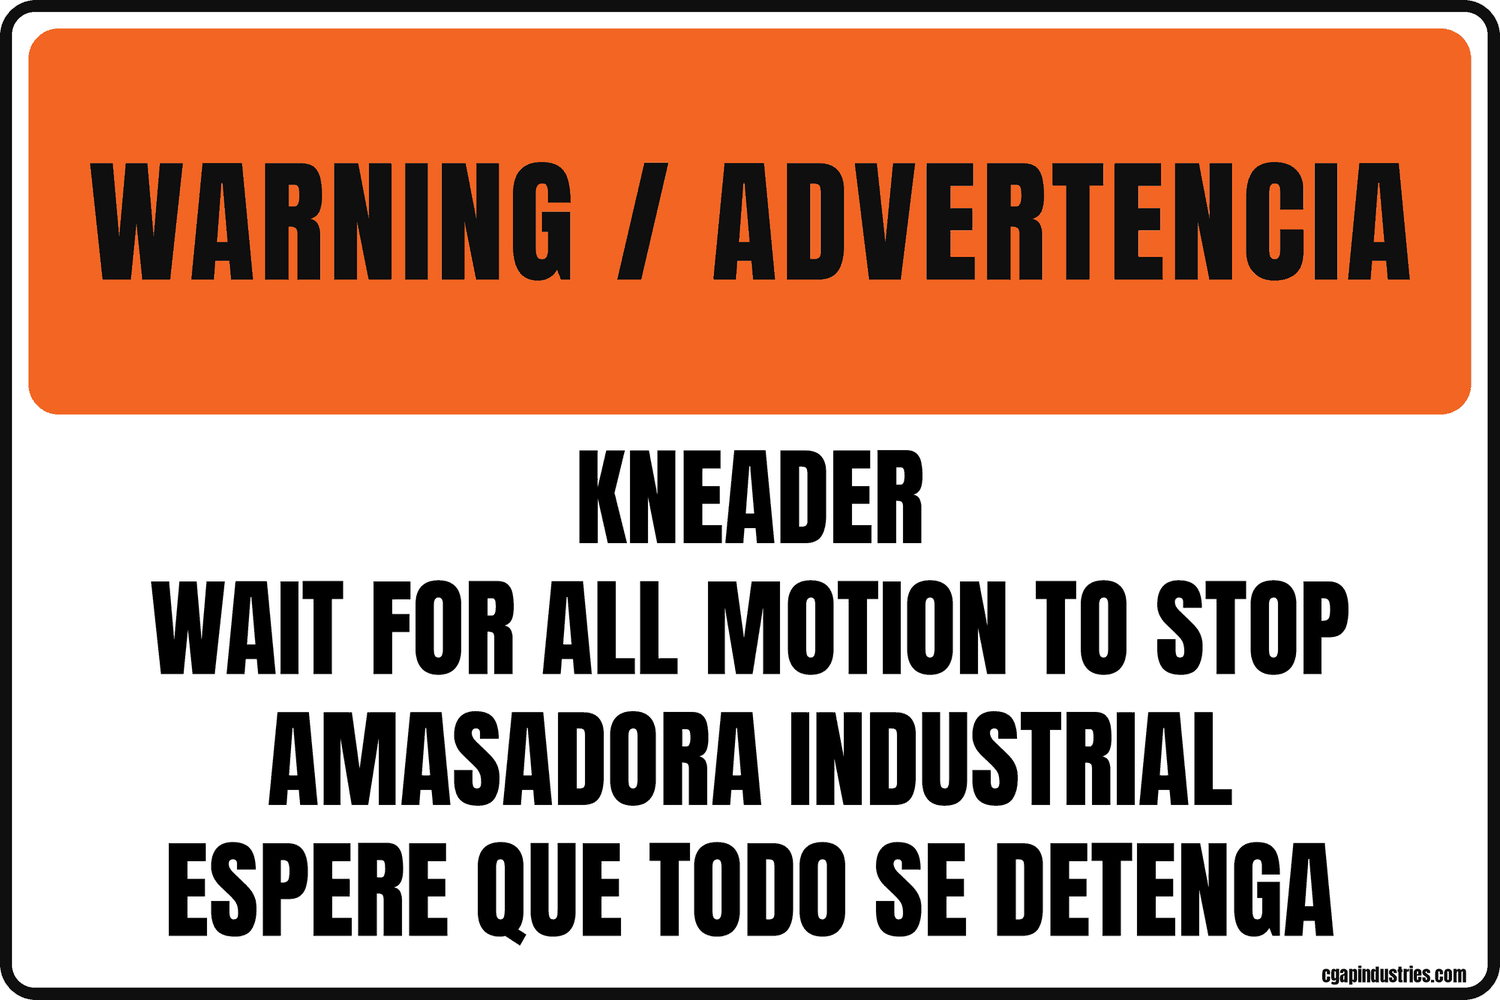 WARNING / ADVERTENCIA
KNEADER
WAIT FOR ALL MOTION TO STOP
AMASADORA INDUSTRIAL
ESPERE QUE TODO SE DETENGA
cgapindustries.com